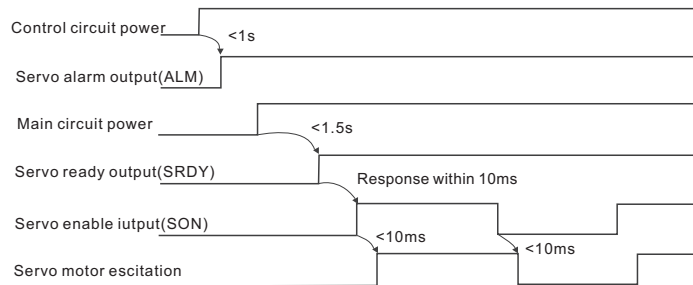 Control circuit power
<1s
Servo alarm output(ALM)
Main circuit power
<1.5s
Servo ready output(SRDY)
Response within 10ms
Servo enable iutput(SON)
<10ms
<10ms
Servo motor escitation